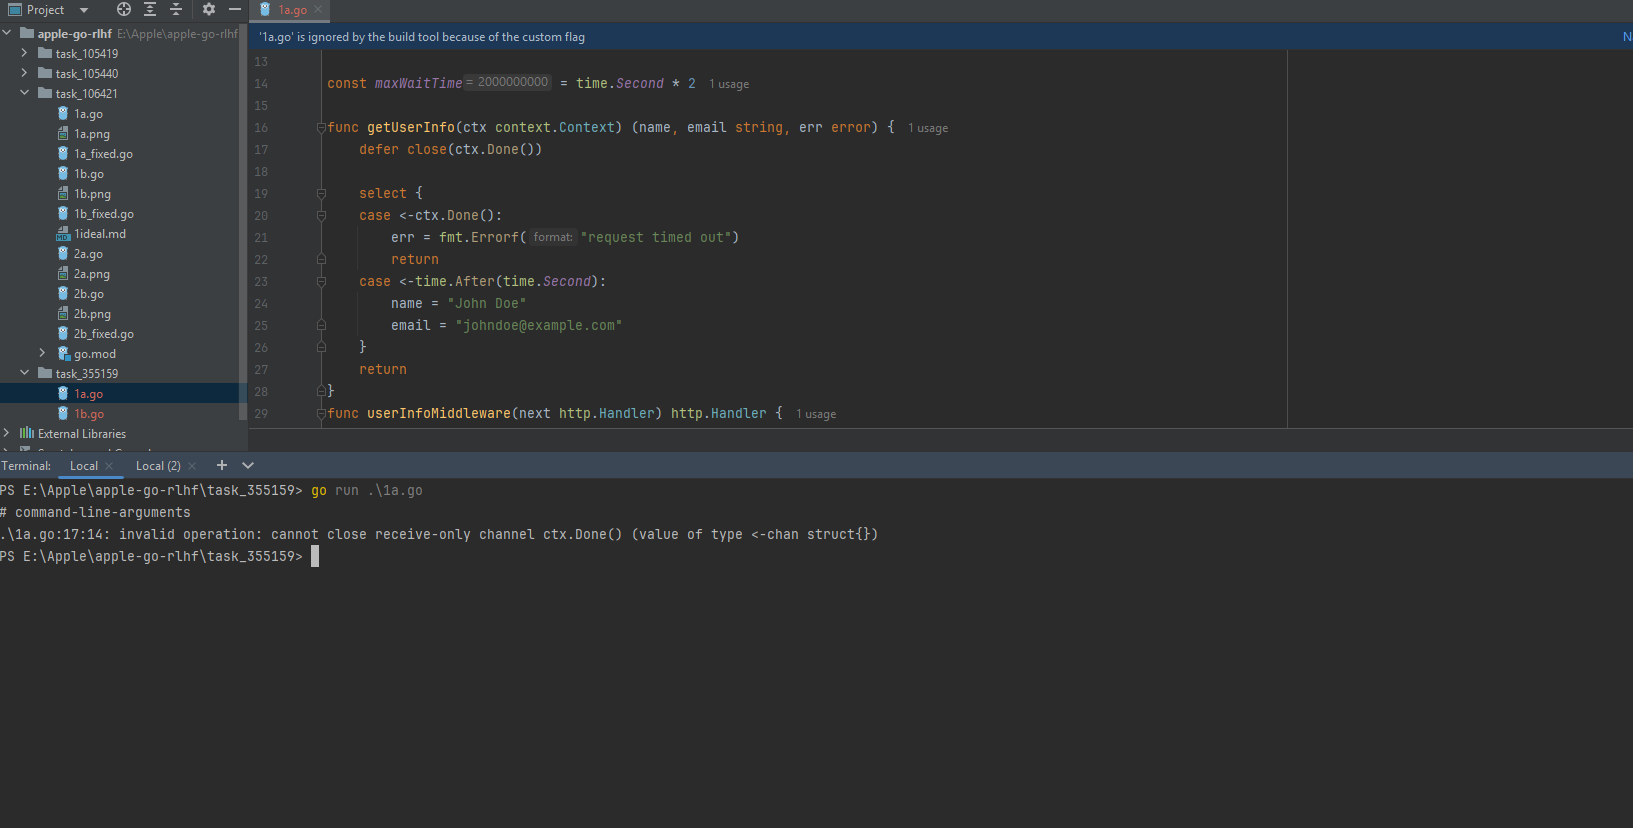 Project
1a.go
apple-go-rlhf E:\Apple\apple-go-rlhf
'1a.go' is ignored by the build tool because of the custom flag
task_105419
task_105440
task_106421
1a.go
1a.png
1a_fixed.go
1b.go
1b.png
1b_fixed.go
1ideal.md
2a.go
2a.png
2b.go
2b.png
2b_fixed.go
go.mod
task_355159
1a.go
1b.go
External Libraries
13
14 const maxWaitTime = 2000000000 = time.Second * 2 1 usage
15
16 func getUserInfo(ctx context.Context) (name, email string, err error) { 1 usage
17 defer close(ctx.Done())
18
19 select {
20 case <-ctx.Done():
21 err = fmt.Errorf( format: "request timed out")
22 return
23 case <-time.After(time.Second):
24 name = "John Doe"
25 email = "johndoe@example.com"
26 }
27 return
28 }
29 func userInfoMiddleware(next http.Handler) http.Handler { 1 usage
Terminal: Local Local (2)
PS E:\Apple\apple-go-rlhf\task_355159> go run .\1a.go
# command-line-arguments
.\1a.go:17:14: invalid operation: cannot close receive-only channel ctx.Done() (value of type <-chan struct{})
PS E:\Apple\apple-go-rlhf\task_355159>